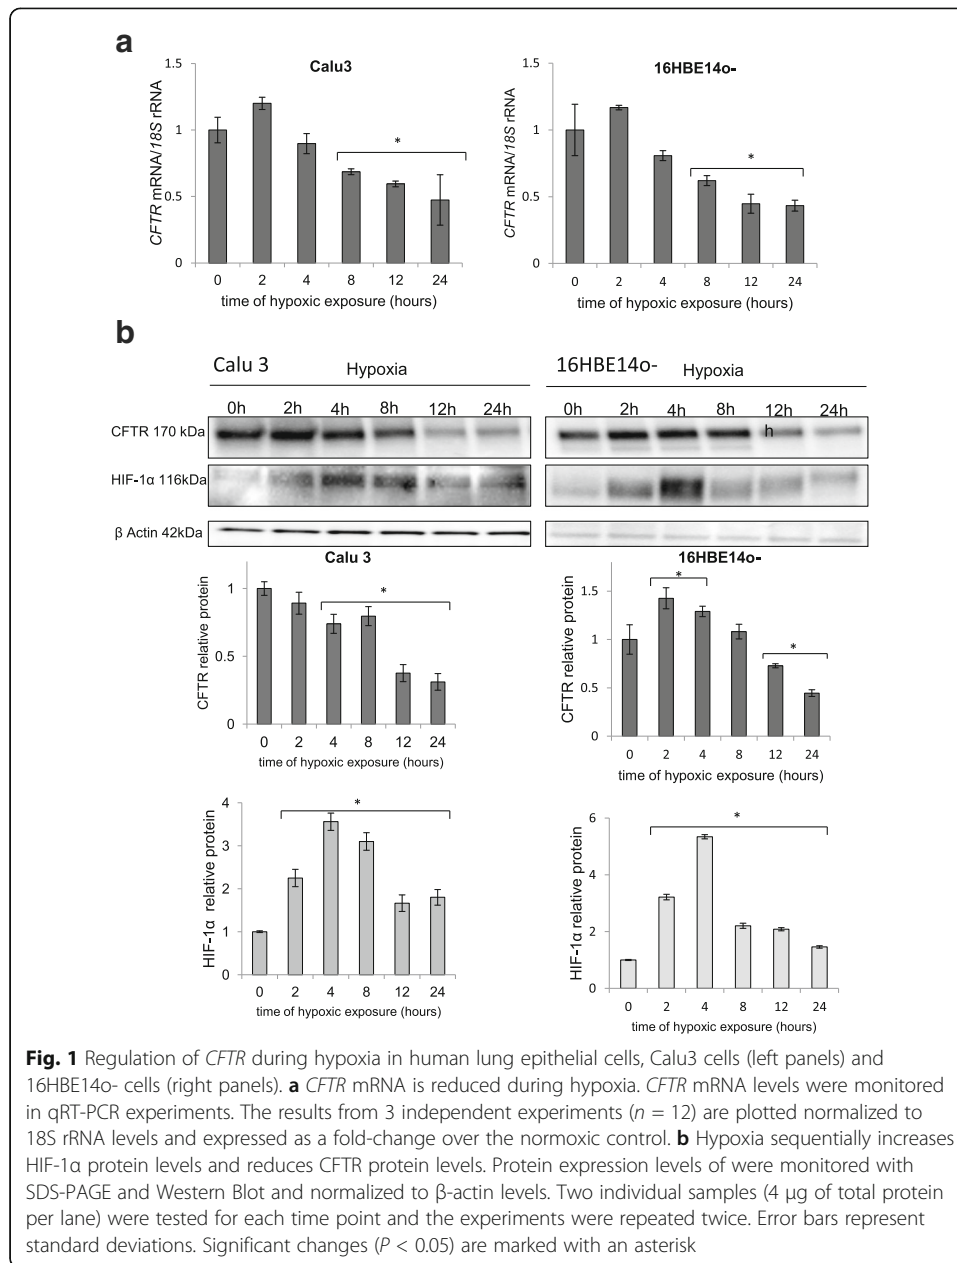 a
Calu3
16HBE14o-
CFTR mRNA/18S rRNA
1.5
1
0.5
0
0 2 4 8 12 24
time of hypoxic exposure (hours)
*
CFTR mRNA/18S rRNA
1.5
1
0.5
0
0 2 4 8 12 24
time of hypoxic exposure (hours)
*
b
Calu 3 Hypoxia
16HBE14o- Hypoxia
0h 2h 4h 8h 12h 24h
0h 2h 4h 8h 12h 24h
h
CFTR 170 kDa
HIF-1α 116kDa
β Actin 42kDa
Calu 3
CFTR relative protein
1
0.5
0
*
0 2 4 8 12 24
time of hypoxic exposure (hours)
16HBE14o-
CFTR relative protein
1.5
1
0.5
0
*
*
0 2 4 8 12 24
time of hypoxic exposure (hours)
HIF-1α relative protein
4
3
2
1
0
*
0 2 4 8 12 24
time of hypoxic exposure (hours)
HIF-1α relative protein
6
4
2
0
*
0 2 4 8 12 24
time of hypoxic exposure (hours)
Fig. 1 Regulation of CFTR during hypoxia in human lung epithelial cells, Calu3 cells (left panels) and
16HBE14o- cells (right panels). a CFTR mRNA is reduced during hypoxia. CFTR mRNA levels were monitored
in qRT-PCR experiments. The results from 3 independent experiments (n = 12) are plotted normalized to
18S rRNA levels and expressed as a fold-change over the normoxic control. b Hypoxia sequentially increases
HIF-1α protein levels and reduces CFTR protein levels. Protein expression levels of were monitored with
SDS-PAGE and Western Blot and normalized to β-actin levels. Two individual samples (4 μg of total protein
per lane) were tested for each time point and the experiments were repeated twice. Error bars represent
standard deviations. Significant changes (P < 0.05) are marked with an asterisk